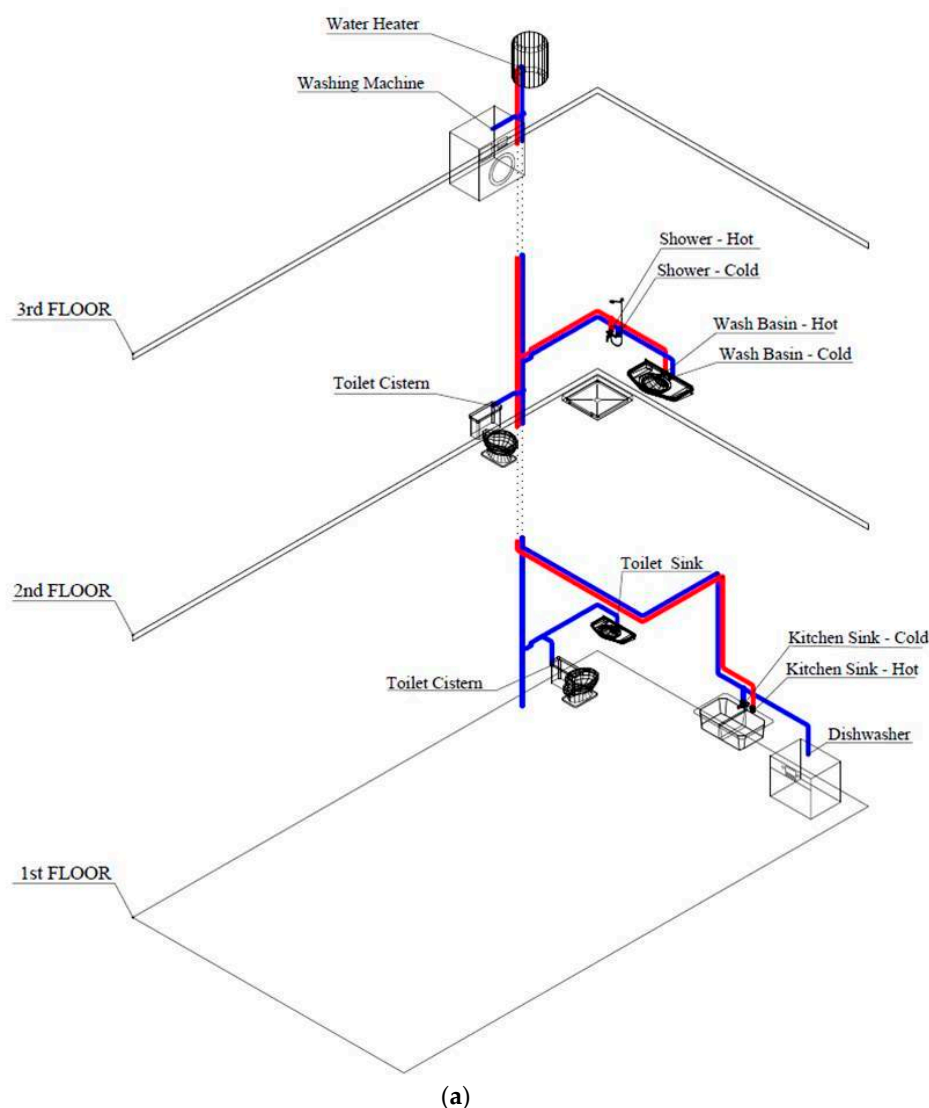 Water Heater
Washing Machine
Shower - Hot
Shower - Cold
3rd FLOOR
Wash Basin - Hot
Wash Basin - Cold
Toilet Cistern
Toilet Sink
2nd FLOOR
Kitchen Sink - Cold
Kitchen Sink - Hot
Toilet Cistern
Dishwasher
1st FLOOR
(a)